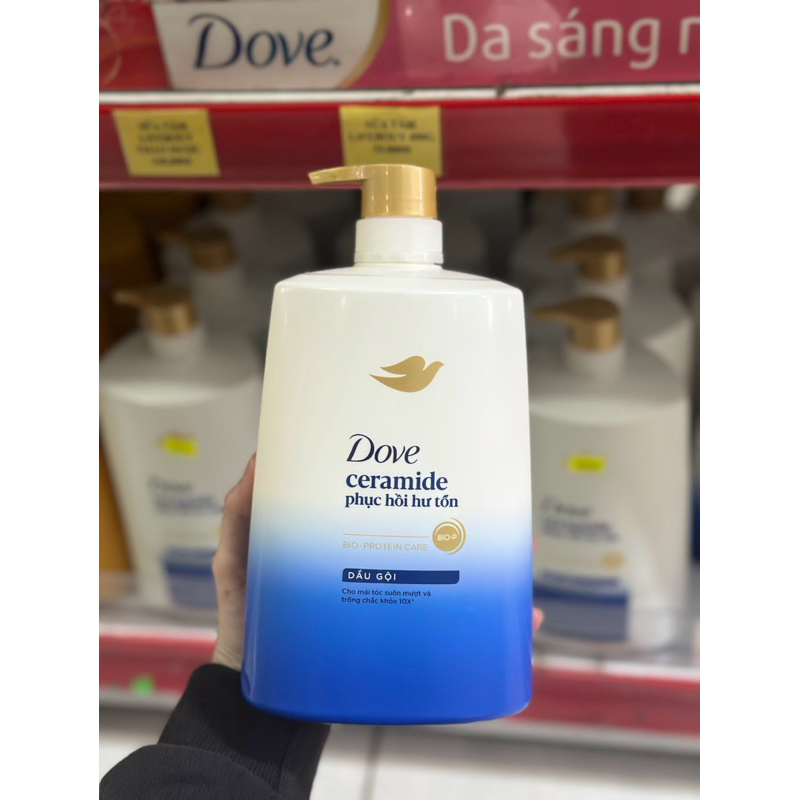 Dove.
Da sáng
Dove
ceramide
phục hồi hư tổn
BIO-PROTEIN CARE
BIO-P
DẦU GỘI
Cho mái tóc suôn mượt và
trông chắc khỏe 10X*